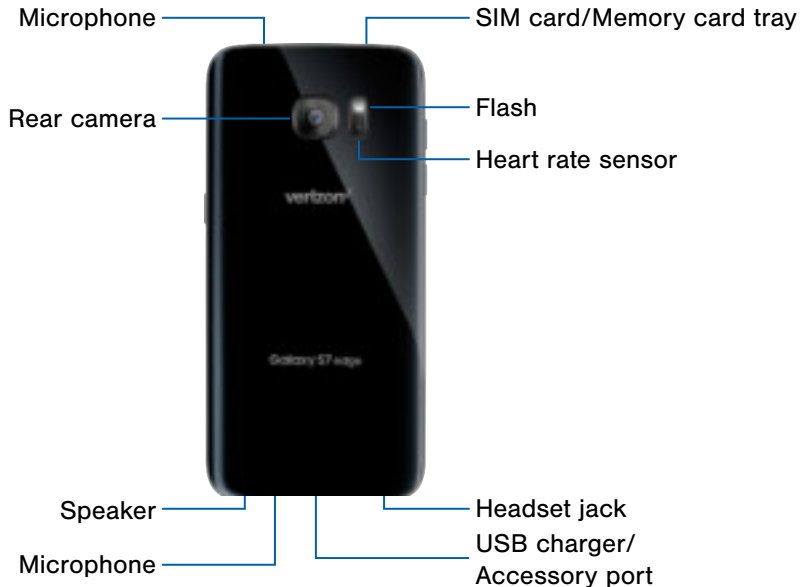 Microphone
SIM card/Memory card tray
Rear camera
Flash
Heart rate sensor
verizon
Galaxy S7 edge
Speaker
Headset jack
Microphone
USB charger/
Accessory port